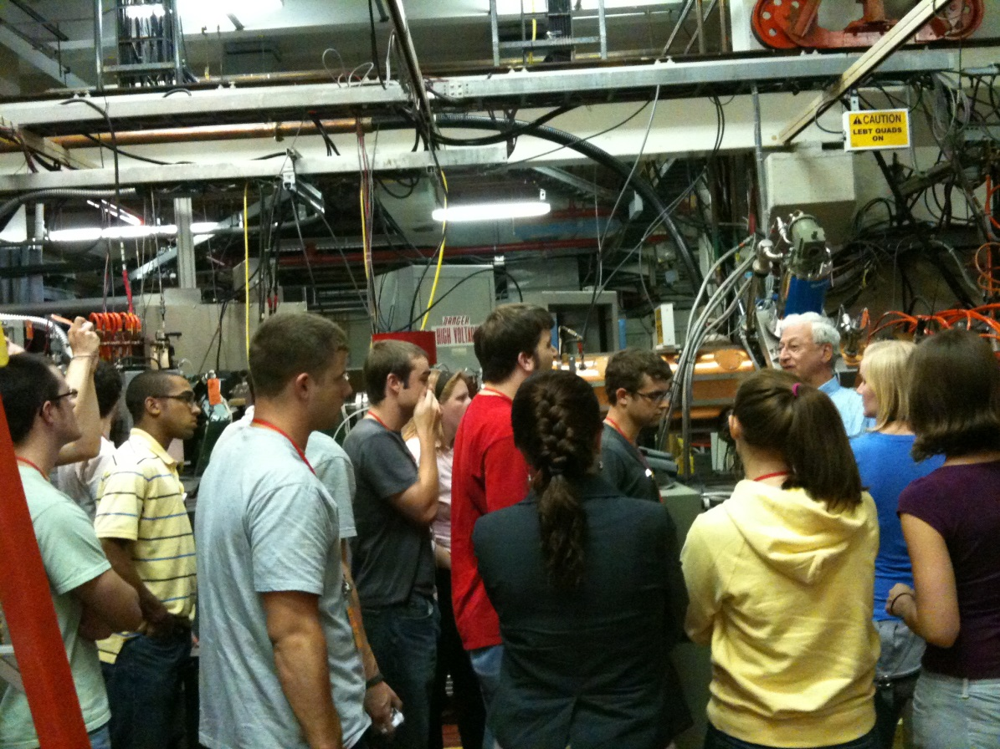 CAUTION
LEBT QUADS
ON
DANGER
HIGH VOLTAGE